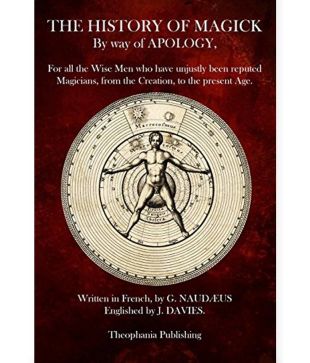 THE HISTORY OF MAGICK
By way of APOLOGY,
For all the Wise Men who have unjustly been reputed
Magicians, from the Creation, to the present Age.
Macrocosmus
Written in French, by G. NAUDÆUS
Englished by J. DAVIES.
Theophania Publishing